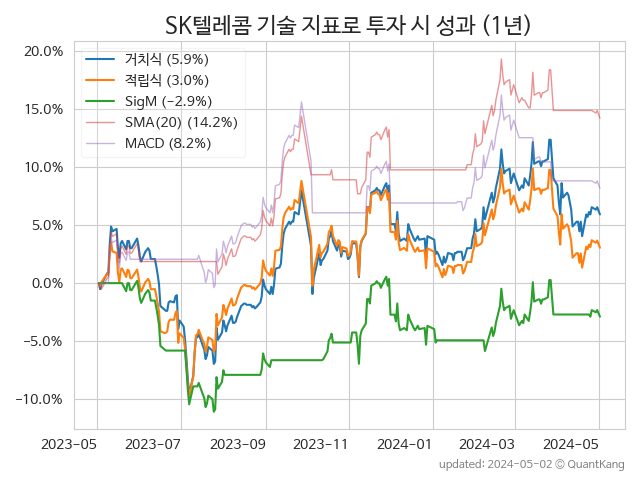 SK텔레콤 기술 지표로 투자 시 성과 (1년)
20.0%
15.0%
10.0%
5.0%
0.0%
−5.0%
−10.0%
거치식 (5.9%)
적립식 (3.0%)
SigM (−2.9%)
SMA(20) (14.2%)
MACD (8.2%)
2023-05 2023-07 2023-09 2023-11 2024-01 2024-03 2024-05
updated: 2024-05-02 © QuantKang